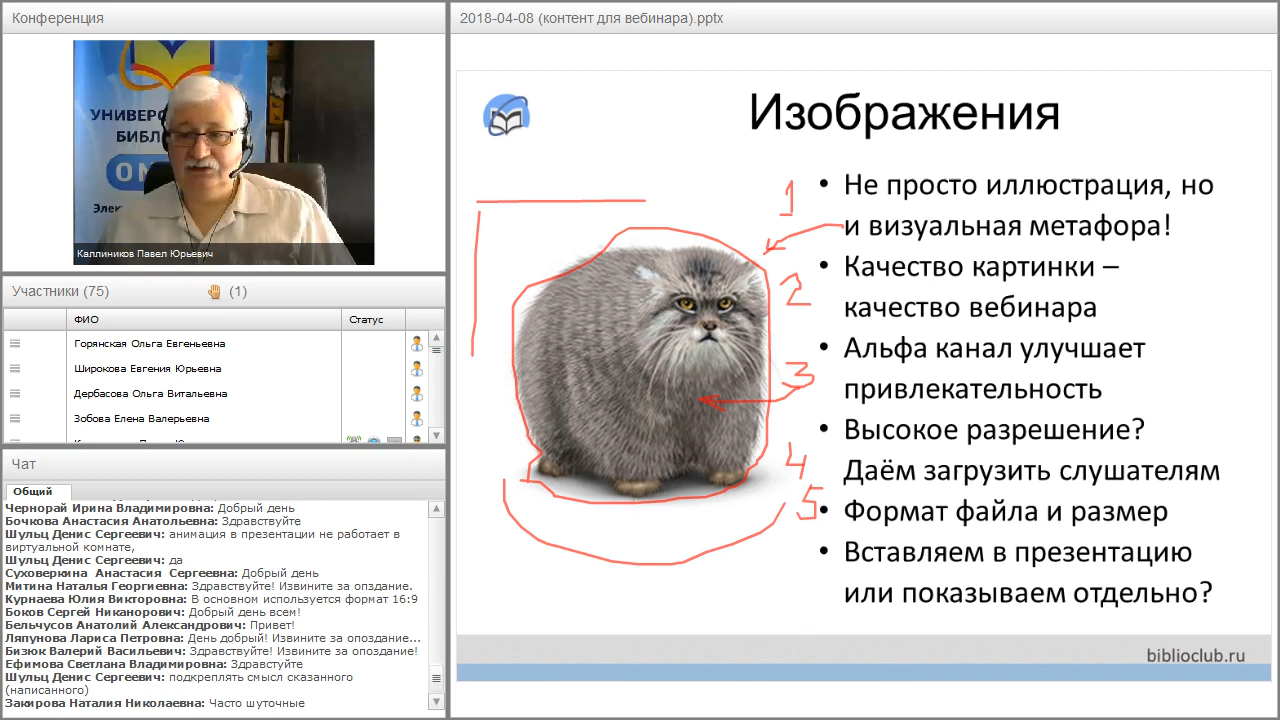 Конференция
УНИВЕРС
БИБЛ
Элек
Каллиников Павел Юрьевич
Участники (75)
(1)
ФИО
Статус
Горянская Ольга Евгеньевна
Широкова Евгения Юрьевна
Дербасова Ольга Витальевна
Зобова Елена Валерьевна
Чат
Общий
Чернорай Ирина Владимировна: Добрый день
Бочкова Анастасия Анатольевна: Здравствуйте
Шульц Денис Сергеевич: анимация в презентации не работает в
виртуальной комнате,
Шульц Денис Сергеевич: да
Суховеркина Анастасия Сергеевна: Добрый день
Митина Наталья Георгиевна: Здравствуйте! Извините за опздание.
Курнаева Юлия Викторовна: В основном используется формат 16:9
Боков Сергей Никанорович: Добрый день всем!
Бельчусов Анатолий Александрович: Привет!
Ляпунова Лариса Петровна: День добрый! Извините за опоздание...
Бизюк Валерий Васильевич: Здравствуйте! Извините за опоздание!
Ефимова Светлана Владимировна: Здравстуйте
Шульц Денис Сергеевич: подкреплять смысл сказанного
(написанного)
Закирова Наталия Николаевна: Часто шуточные
2018-04-08 (контент для вебинара).pptx
Изображения
1
• Не просто иллюстрация, но
и визуальная метафора!
2
• Качество картинки –
качество вебинара
3
• Альфа канал улучшает
привлекательность
4
• Высокое разрешение?
Даём загрузить слушателям
5
• Формат файла и размер
• Вставляем в презентацию
или показываем отдельно?
biblioclub.ru